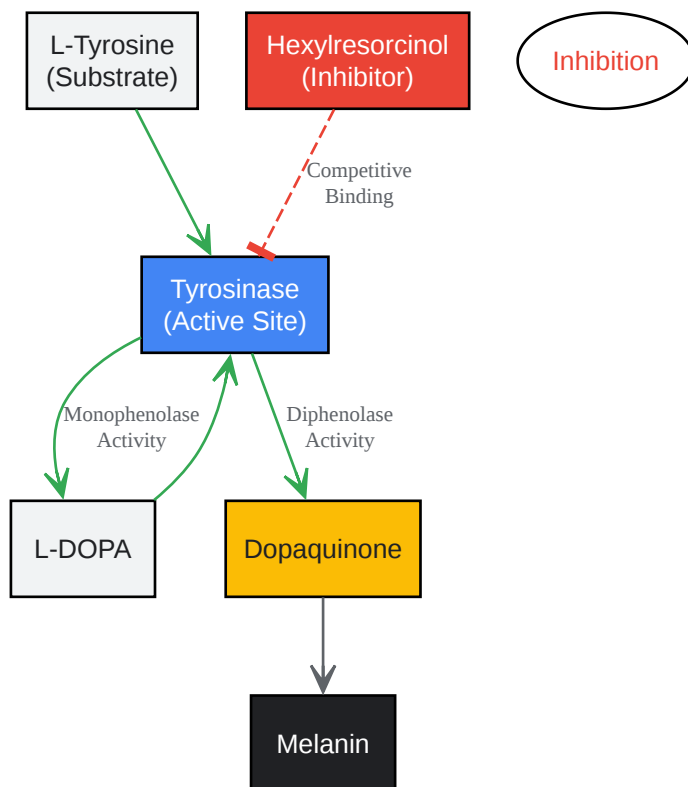 L-Tyrosine
(Substrate)
Hexylresorcinol
(Inhibitor)
Inhibition
Competitive
Binding
Tyrosinase
(Active Site)
Monophenolase
Activity
Diphenolase
Activity
L-DOPA
Dopaquinone
Melanin